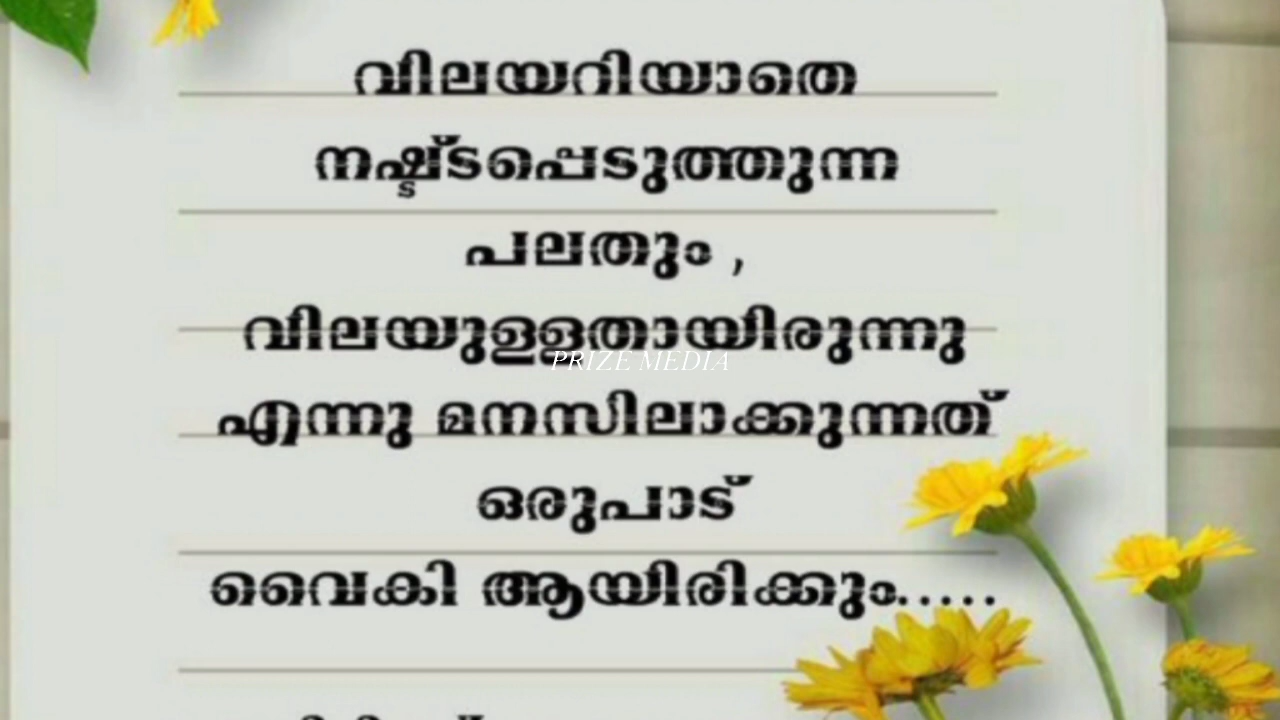 വിലയറിയാതെ
നഷ്ട്ടപ്പെടുത്തുന്ന
പലതും ,
വിലയുള്ളതായിരുന്നു
PRIZE MEDIA
എന്നു മനസിലാക്കുന്നത്
ഒരുപാട്
വൈകി ആയിരിക്കും.....